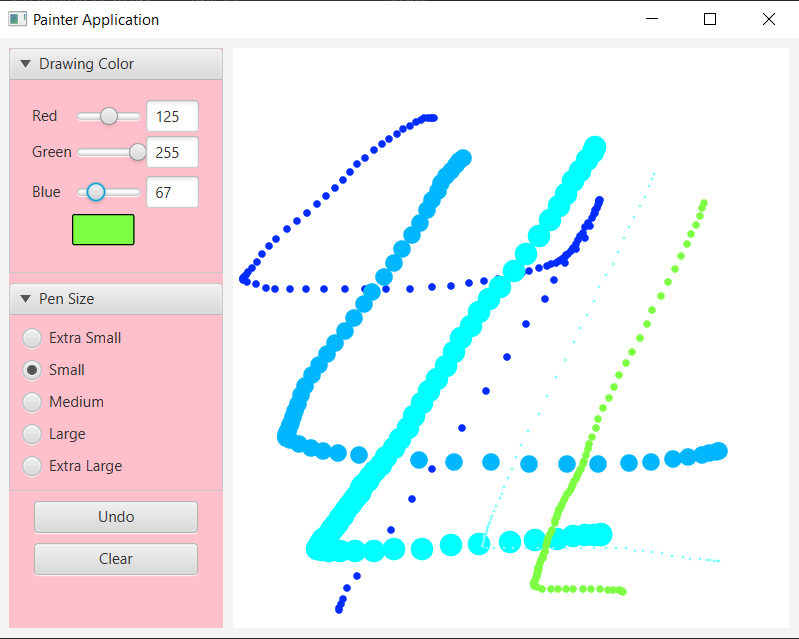 Painter Application
Drawing Color
Red 125
Green 255
Blue 67
Pen Size
Extra Small
Small
Medium
Large
Extra Large
Undo
Clear